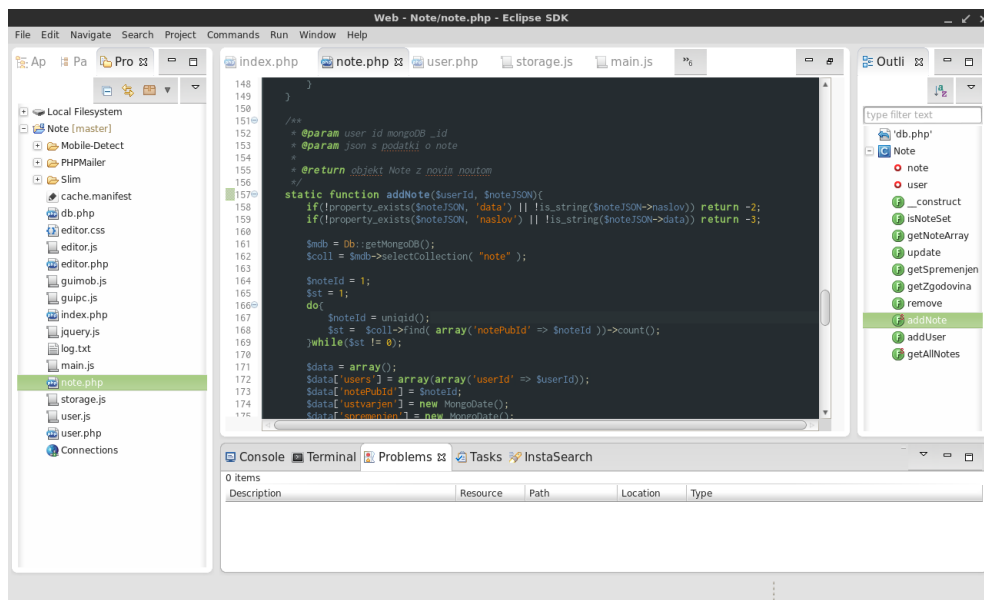 Web - Note/note.php - Eclipse SDK
File Edit Navigate Search Project Commands Run Window Help
Ap Pa Pro
Local Filesystem
Note [master]
Mobile-Detect
PHPMailer
Slim
cache.manifest
db.php
editor.css
editor.js
editor.php
guimob.js
guipc.js
index.php
jquery.js
log.txt
main.js
note.php
storage.js
user.js
user.php
Connections
index.php note.php user.php storage.js main.js »6
148 }
149 }
150
151 /**
152 * @param user id mongoDB _id
153 * @param json s podatki o note
154 *
155 * @return objekt Note z novim noutom
156 */
157 static function addNote($userId, $noteJSON){
158 if(!property_exists($noteJSON, 'data') || !is_string($noteJSON->naslov)) return -2;
159 if(!property_exists($noteJSON, 'naslov') || !is_string($noteJSON->data)) return -3;
160
161 $mdb = Db::getMongoDB();
162 $coll = $mdb->selectCollection( "note" );
163
164 $noteId = 1;
165 $st = 1;
166 do{
167 $noteId = uniqid();
168 $st = $coll->find( array('notePubId' => $noteId ))->count();
169 }while($st != 0);
170
171 $data = array();
172 $data['users'] = array(array('userId' => $userId));
173 $data['notePubId'] = $noteId;
174 $data['ustvarjen'] = new MongoDate();
175 $data['spremenjen'] = new MongoDate();
Outli
type filter text
'db.php'
Note
note
user
__construct
isNoteSet
getNoteArray
update
getSpremenjen
getZgodovina
remove
addNote
addUser
getAllNotes
Console Terminal Problems Tasks InstaSearch
0 items
Description Resource Path Location Type